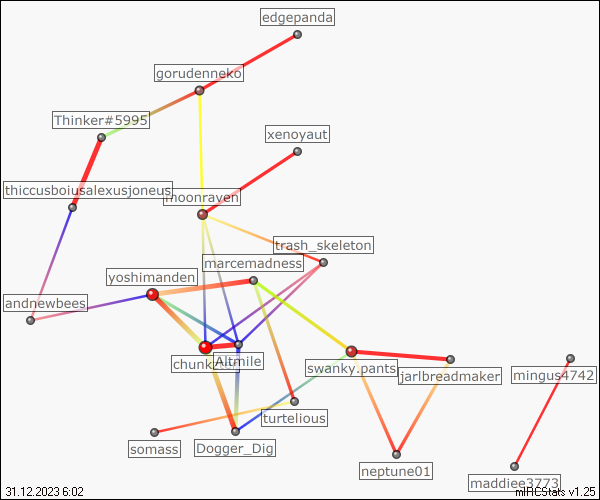 edgepanda
gorudenneko
Thinker#5995
xenoyaut
thiccusboiusalexusjoneus
moonraven
trash_skeleton
marcemadness
yoshimanden
andnewbees
Altmile
swanky.pants
jarlbreadmaker
mingus4742
turtelious
somass
Dogger_Dig
neptune01
maddiee3773
31.12.2023 6:02
mIRCStats v1.25